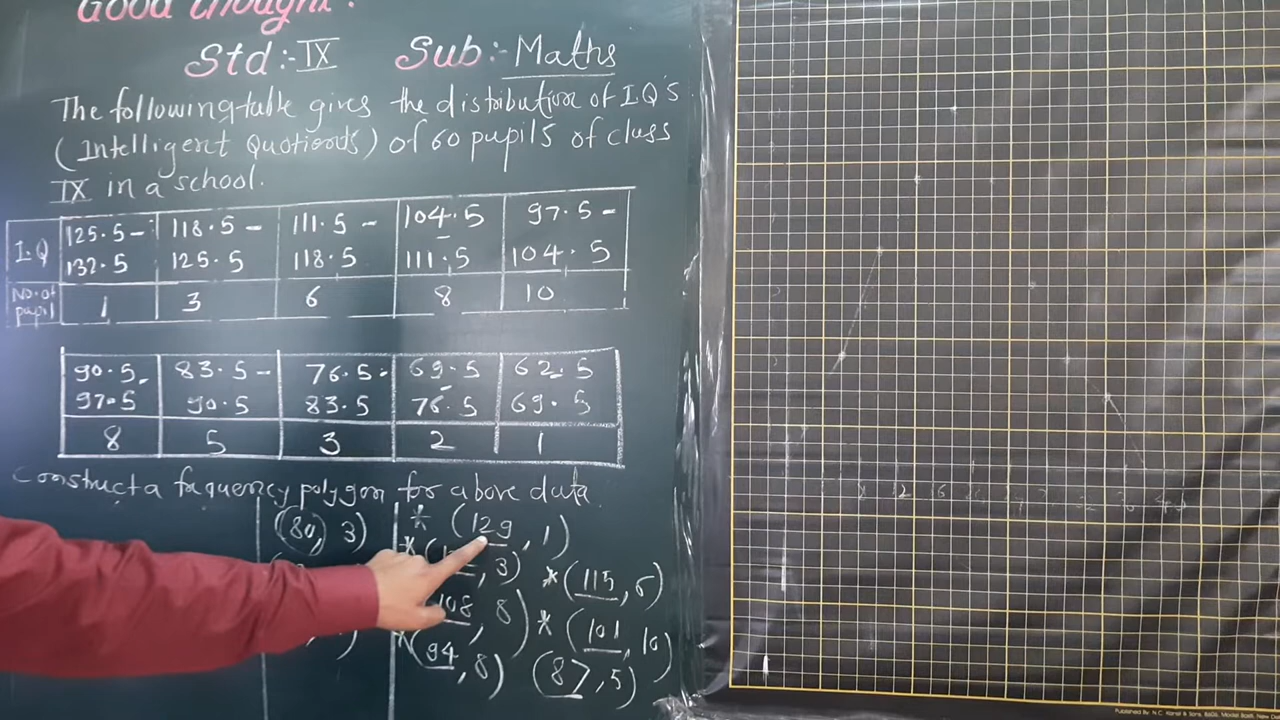 Good thought :
Std :- IX Sub :- Maths
The following table gives the distribution of I.Q's
(Intelligent Quotients) of 60 pupils of class
IX in a school.
I.Q 125.5 - 118.5 - 111.5 - 104.5 - 97.5 -
132.5 125.5 118.5 111.5 104.5
No. of pupil 1 3 6 8 10
90.5 - 83.5 - 76.5 - 69.5 - 62.5 -
97.5 90.5 83.5 76.5 69.5
8 5 3 2 1
Construct a frquency polygon for above data
(80, 3) * (129, 1)
, 3) * (115, 6)
108, 8) * (101, 10)
* (94, 8) (87, 5)